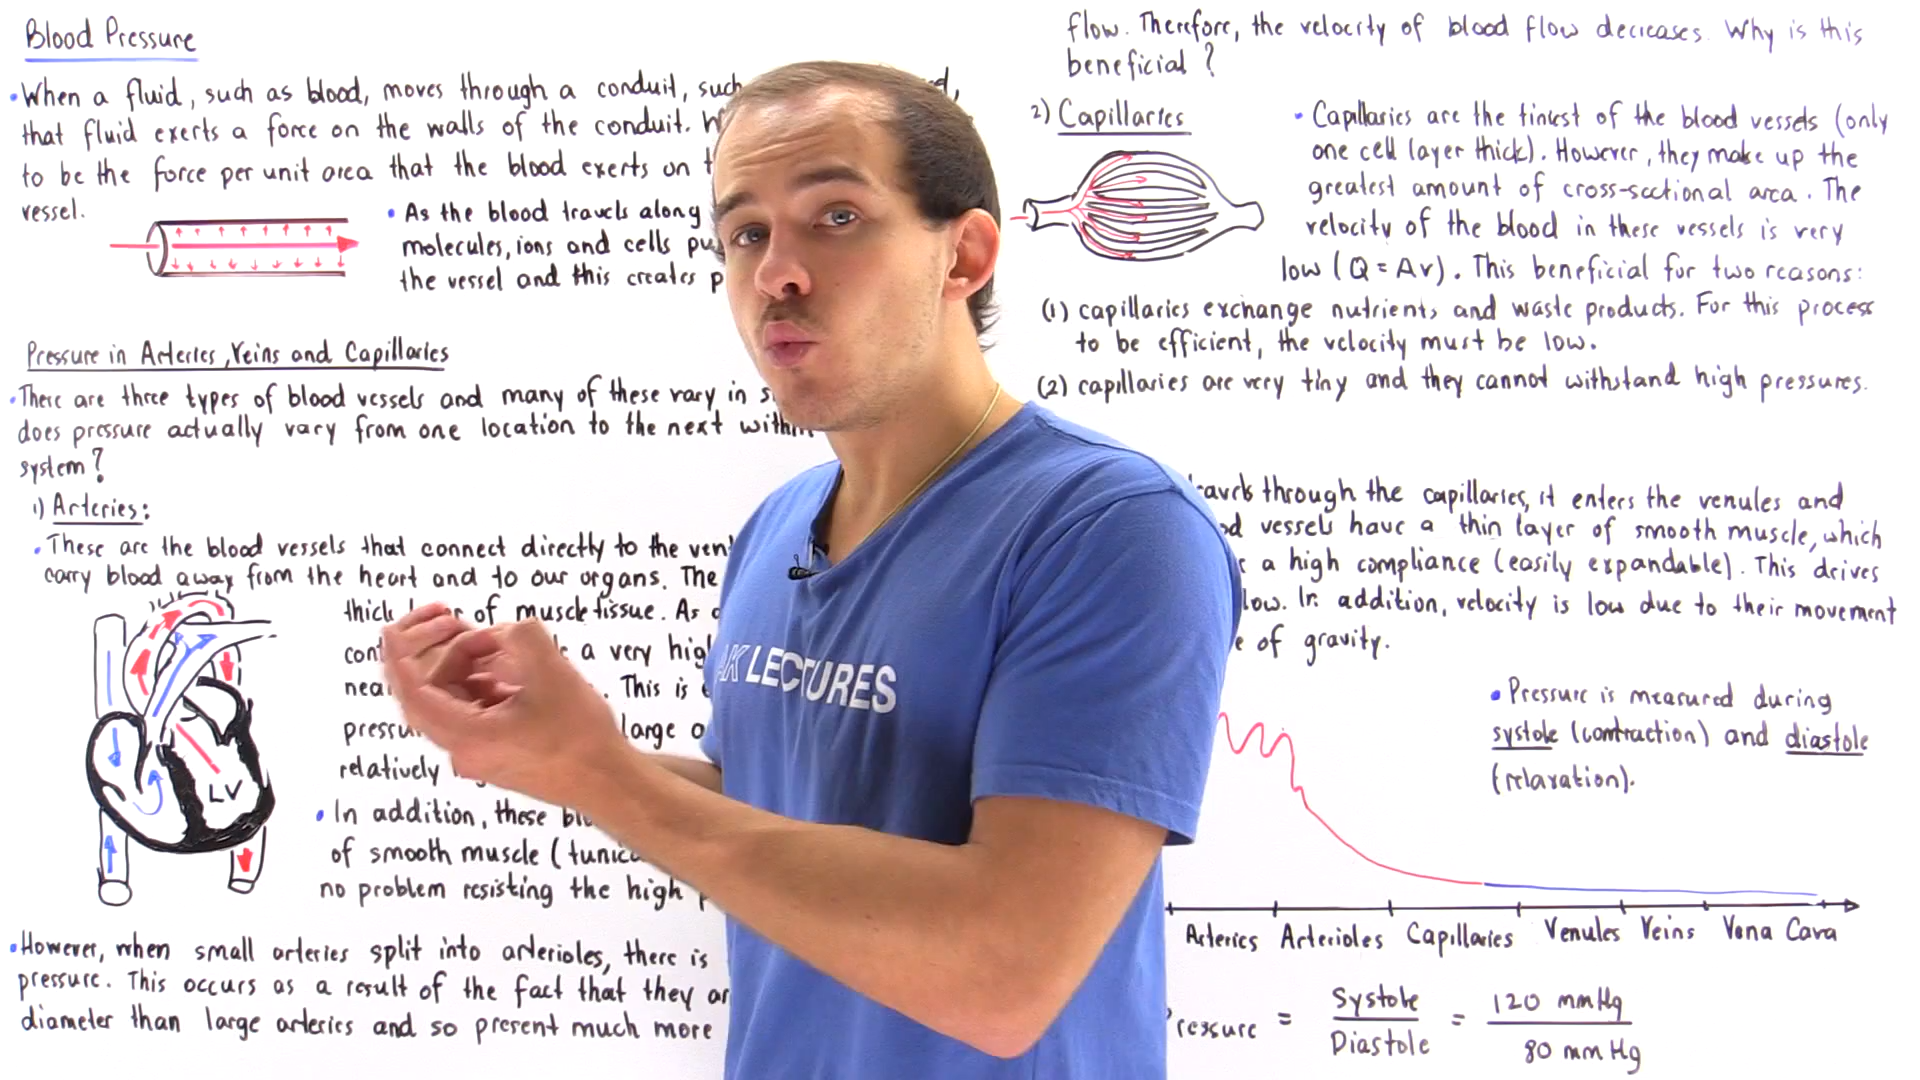 Blood Pressure
• When a fluid, such as blood, moves through a conduit, such
that fluid exerts a force on the walls of the conduit.
to be the force per unit area that the blood exerts on
vessel.
• As the blood travels along
molecules, ions and cells
the vessel and this creates
Pressure in Arteries, Veins and Capillaries
• There are three types of blood vessels and many of these vary in
does pressure actually vary from one location to the next within
system?
1) Arteries:
• These are the blood vessels that connect directly to the
carry blood away from the heart and to our organs. The
thick of muscle tissue. As
a very
This is
large
relatively
LV
• In addition, these
of smooth muscle (
no problem resisting the high
• However, when small arteries split into arterioles, there is
pressure. This occurs as a result of the fact that they
diameter than large arteries and so present much more
flow. Therefore, the velocity of blood flow decreases. Why is this
beneficial?
2) Capillaries
• Capillaries are the tiniest of the blood vessels (only
one cell layer thick). However, they make up the
greatest amount of cross-sectional area. The
velocity of the blood in these vessels is very
low (Q = Av). This beneficial for two reasons:
(1) capillaries exchange nutrients and waste products. For this process
to be efficient, the velocity must be low.
(2) capillaries are very tiny and they cannot withstand high pressures.
through the capillaries, it enters the venules and
vessels have a thin layer of smooth muscle, which
a high compliance (easily expandable). This drives
low. In addition, velocity is low due to their movement
of gravity.
• Pressure is measured during
systole (contraction) and diastole
(relaxation).
Arteries Arterioles Capillaries Venules Veins Vena Cava
= Systole / Diastole = 120 mmHg / 80 mmHg
AK LECTURES